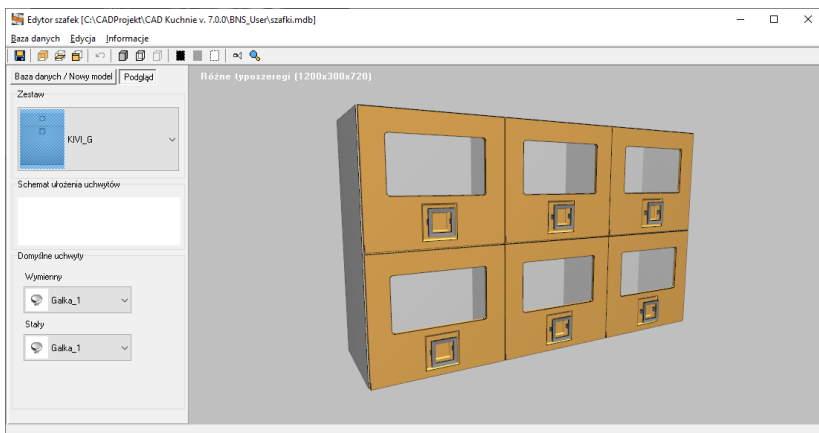 Edytor szafek [C:\CADProjekt\CAD Kuchnie v. 7.0.0\BNS_User\szafki.mdb]
Baza danych Edycja Informacje
Baza danych / Nowy model Podgląd
Różne typoszeregi (1200x300x720)
Zestaw
KIVI_G
Schemat ułożenia uchwytów
Domyślne uchwyty
Wymienny
Galka_1
Stały
Galka_1